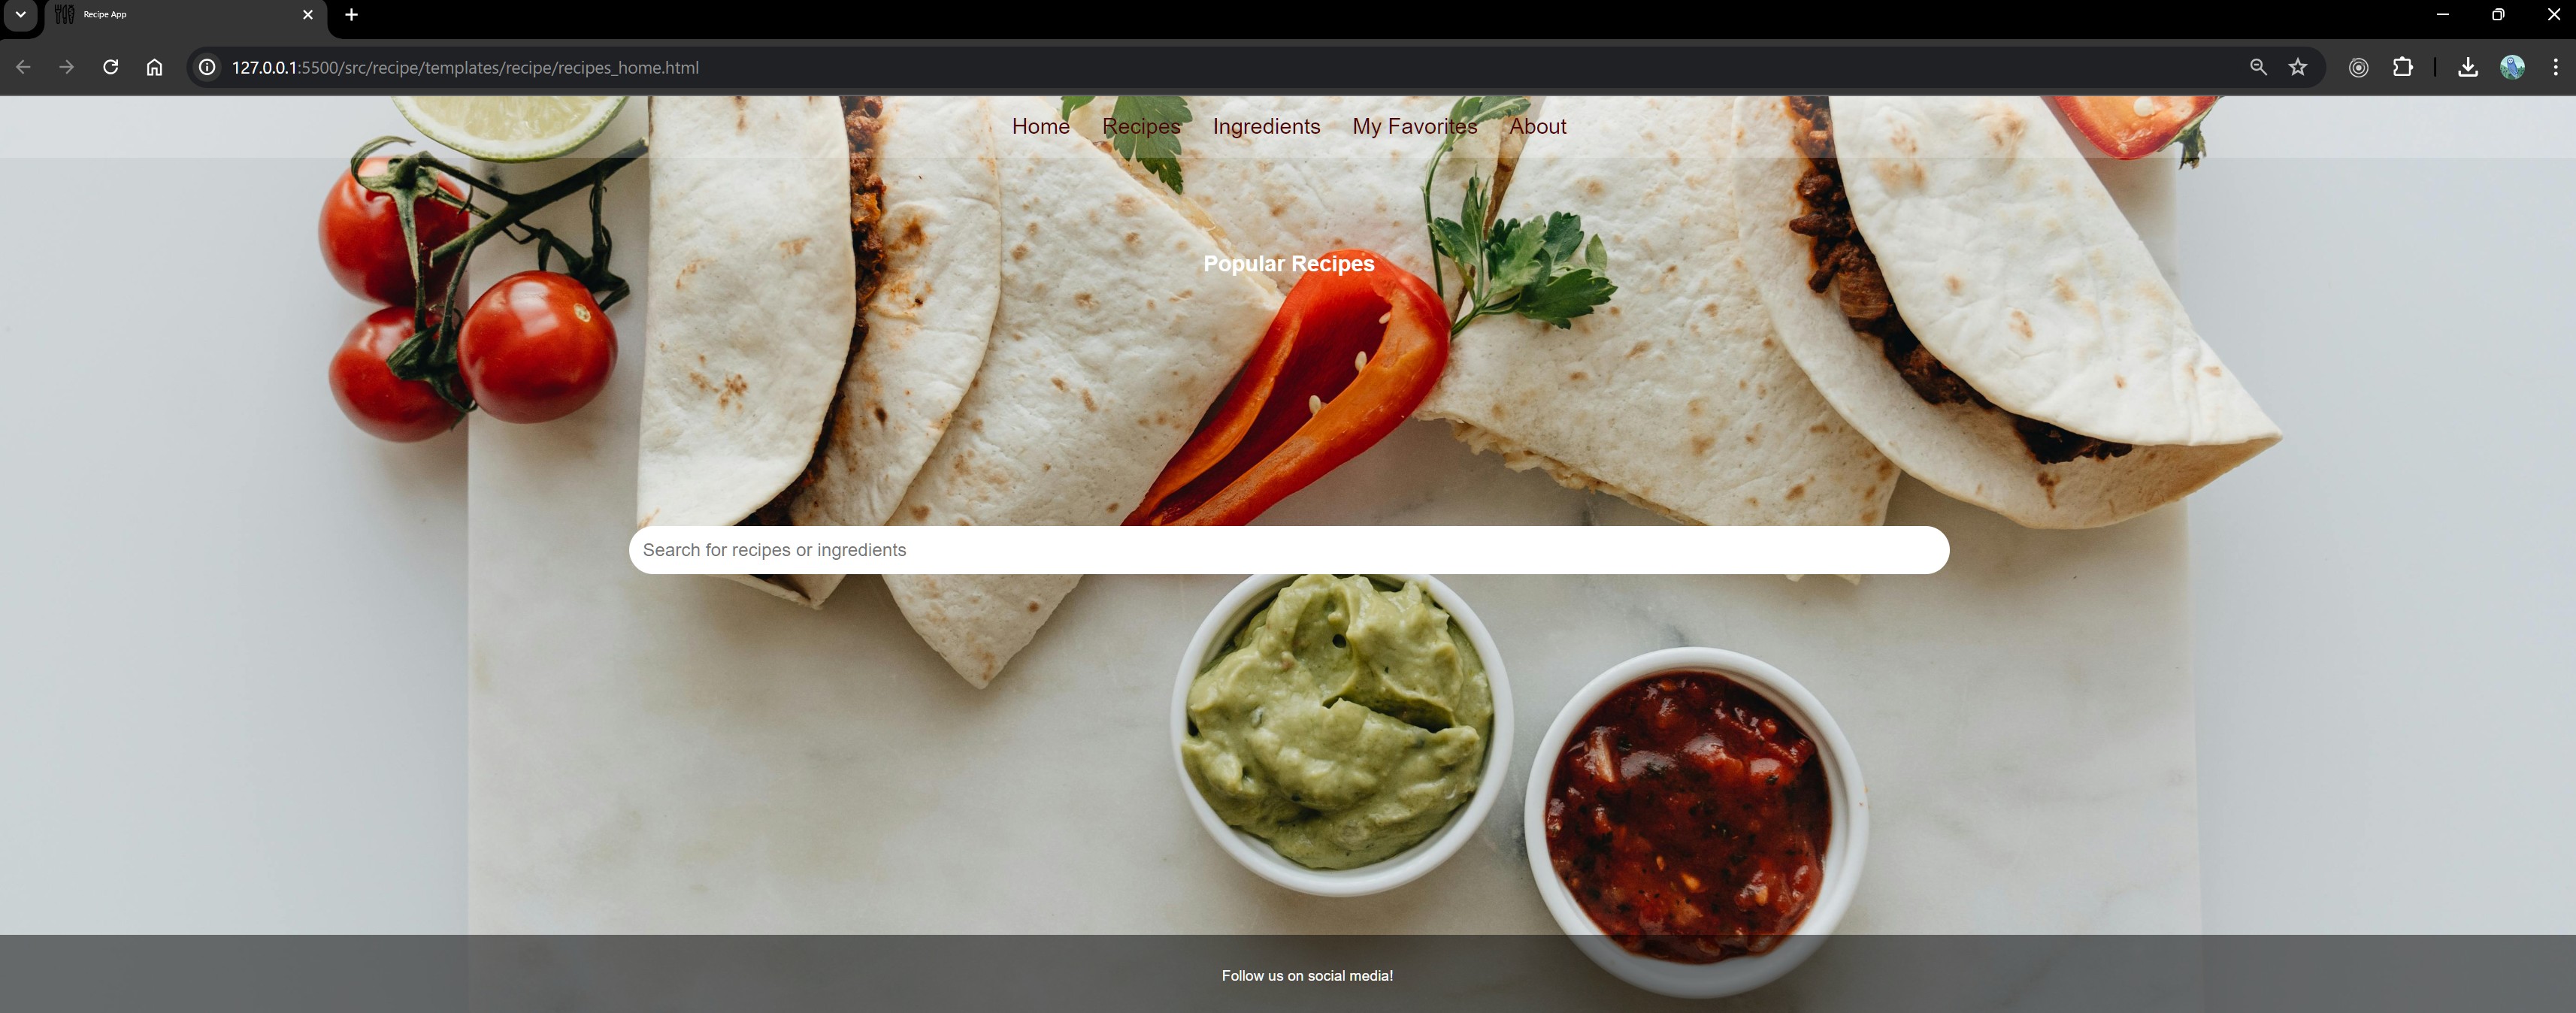 Recipe App
127.0.0.1:5500/src/recipe/templates/recipe/recipes_home.html
Home Recipes Ingredients My Favorites About
Popular Recipes
Search for recipes or ingredients
Follow us on social media!